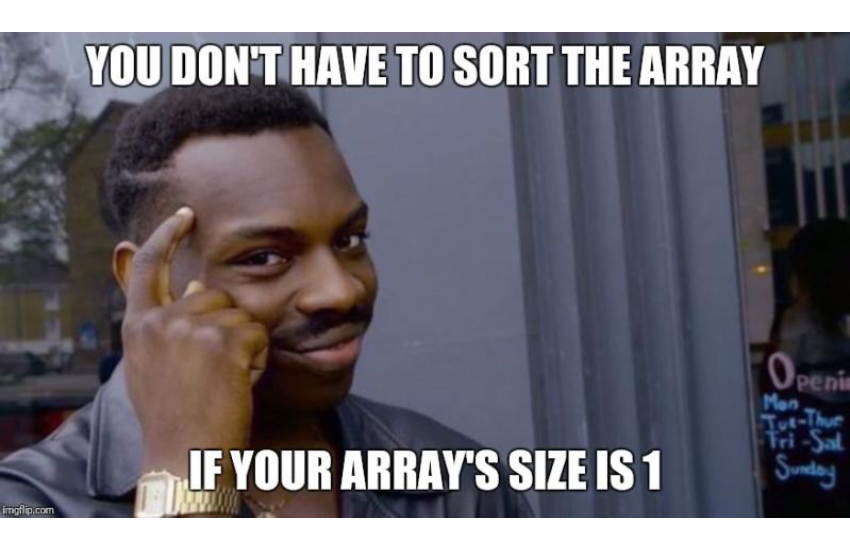 YOU DON'T HAVE TO SORT THE ARRAY
IF YOUR ARRAY'S SIZE IS 1
Mon
Tue-Thur
Fri-Sat
Sunday
imgflip.com